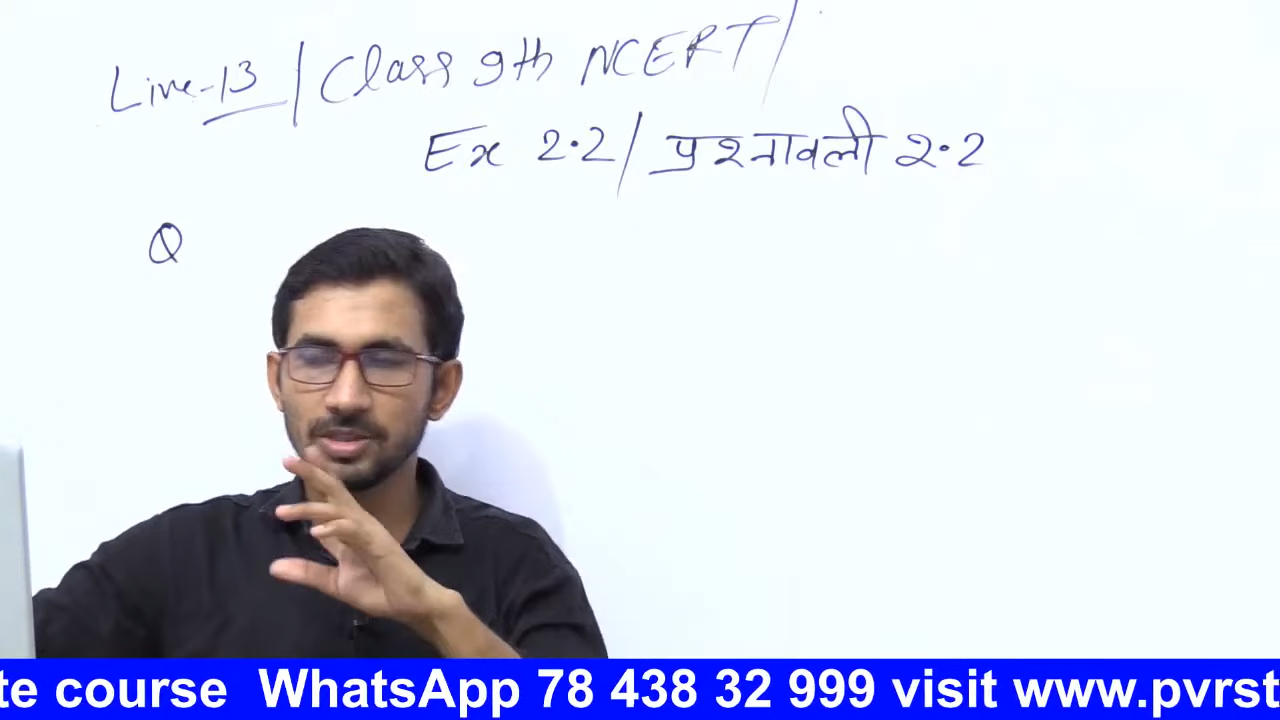 Live-13 / Class 9th NCERT /
Ex 2.2 / प्रश्नावली 2.2
Q
te course WhatsApp 78 438 32 999 visit www.pvrst